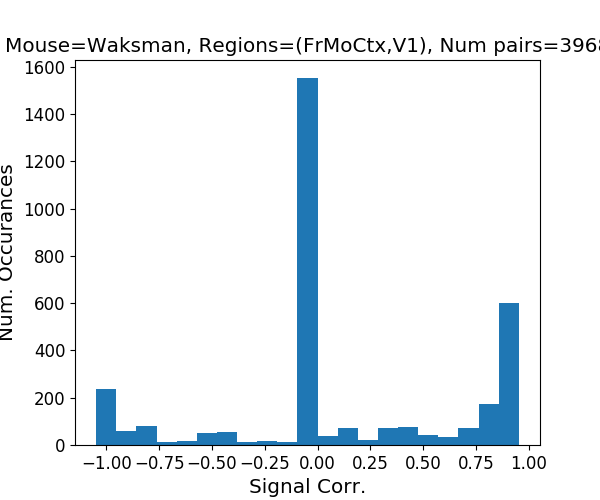 Mouse=Waksman, Regions=(FrMoCtx,V1), Num pairs=3968
1600
1400
1200
1000
800
600
400
200
0
Num. Occurances
−1.00 −0.75 −0.50 −0.25 0.00 0.25 0.50 0.75 1.00
Signal Corr.